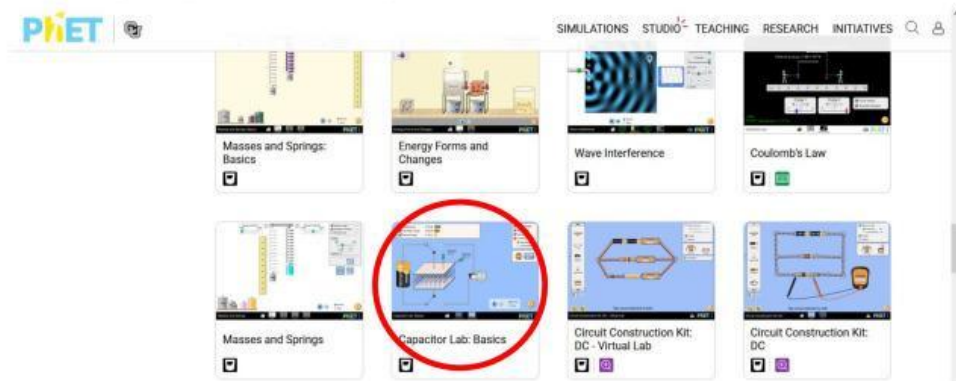 PhET
SIMULATIONS STUDIO TEACHING RESEARCH INITIATIVES
Masses and Springs:
Basics
Energy Forms and
Changes
Wave Interference
Coulomb's Law
Masses and Springs
Capacitor Lab: Basics
Circuit Construction Kit:
DC - Virtual Lab
Circuit Construction Kit:
DC